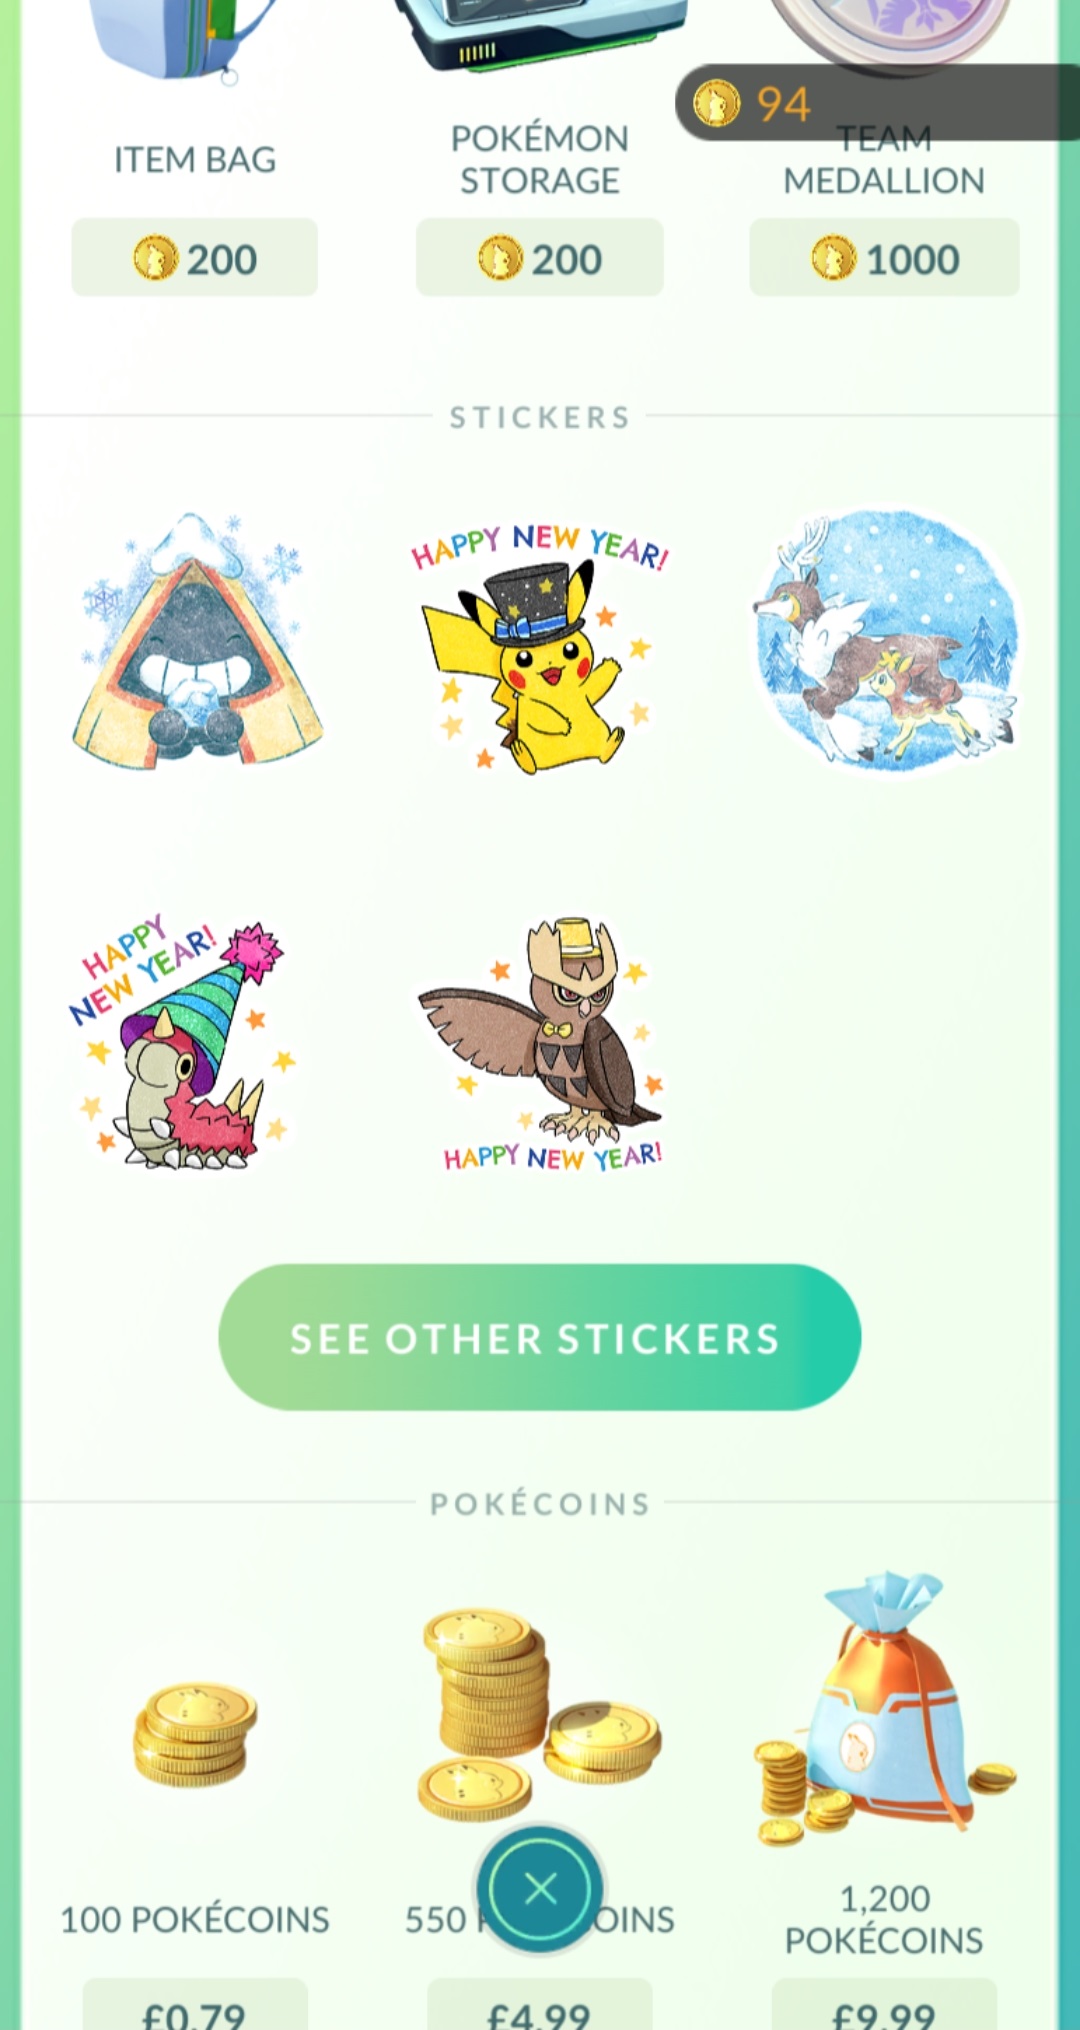 94
ITEM BAG
POKÉMON
STORAGE
TEAM
MEDALLION
200
200
1000
STICKERS
HAPPY NEW YEAR!
HAPPY
NEW YEAR!
HAPPY NEW YEAR!
SEE OTHER STICKERS
POKÉCOINS
100 POKÉCOINS
550
OINS
1,200
POKÉCOINS
£0.79
£4.99
£9.99